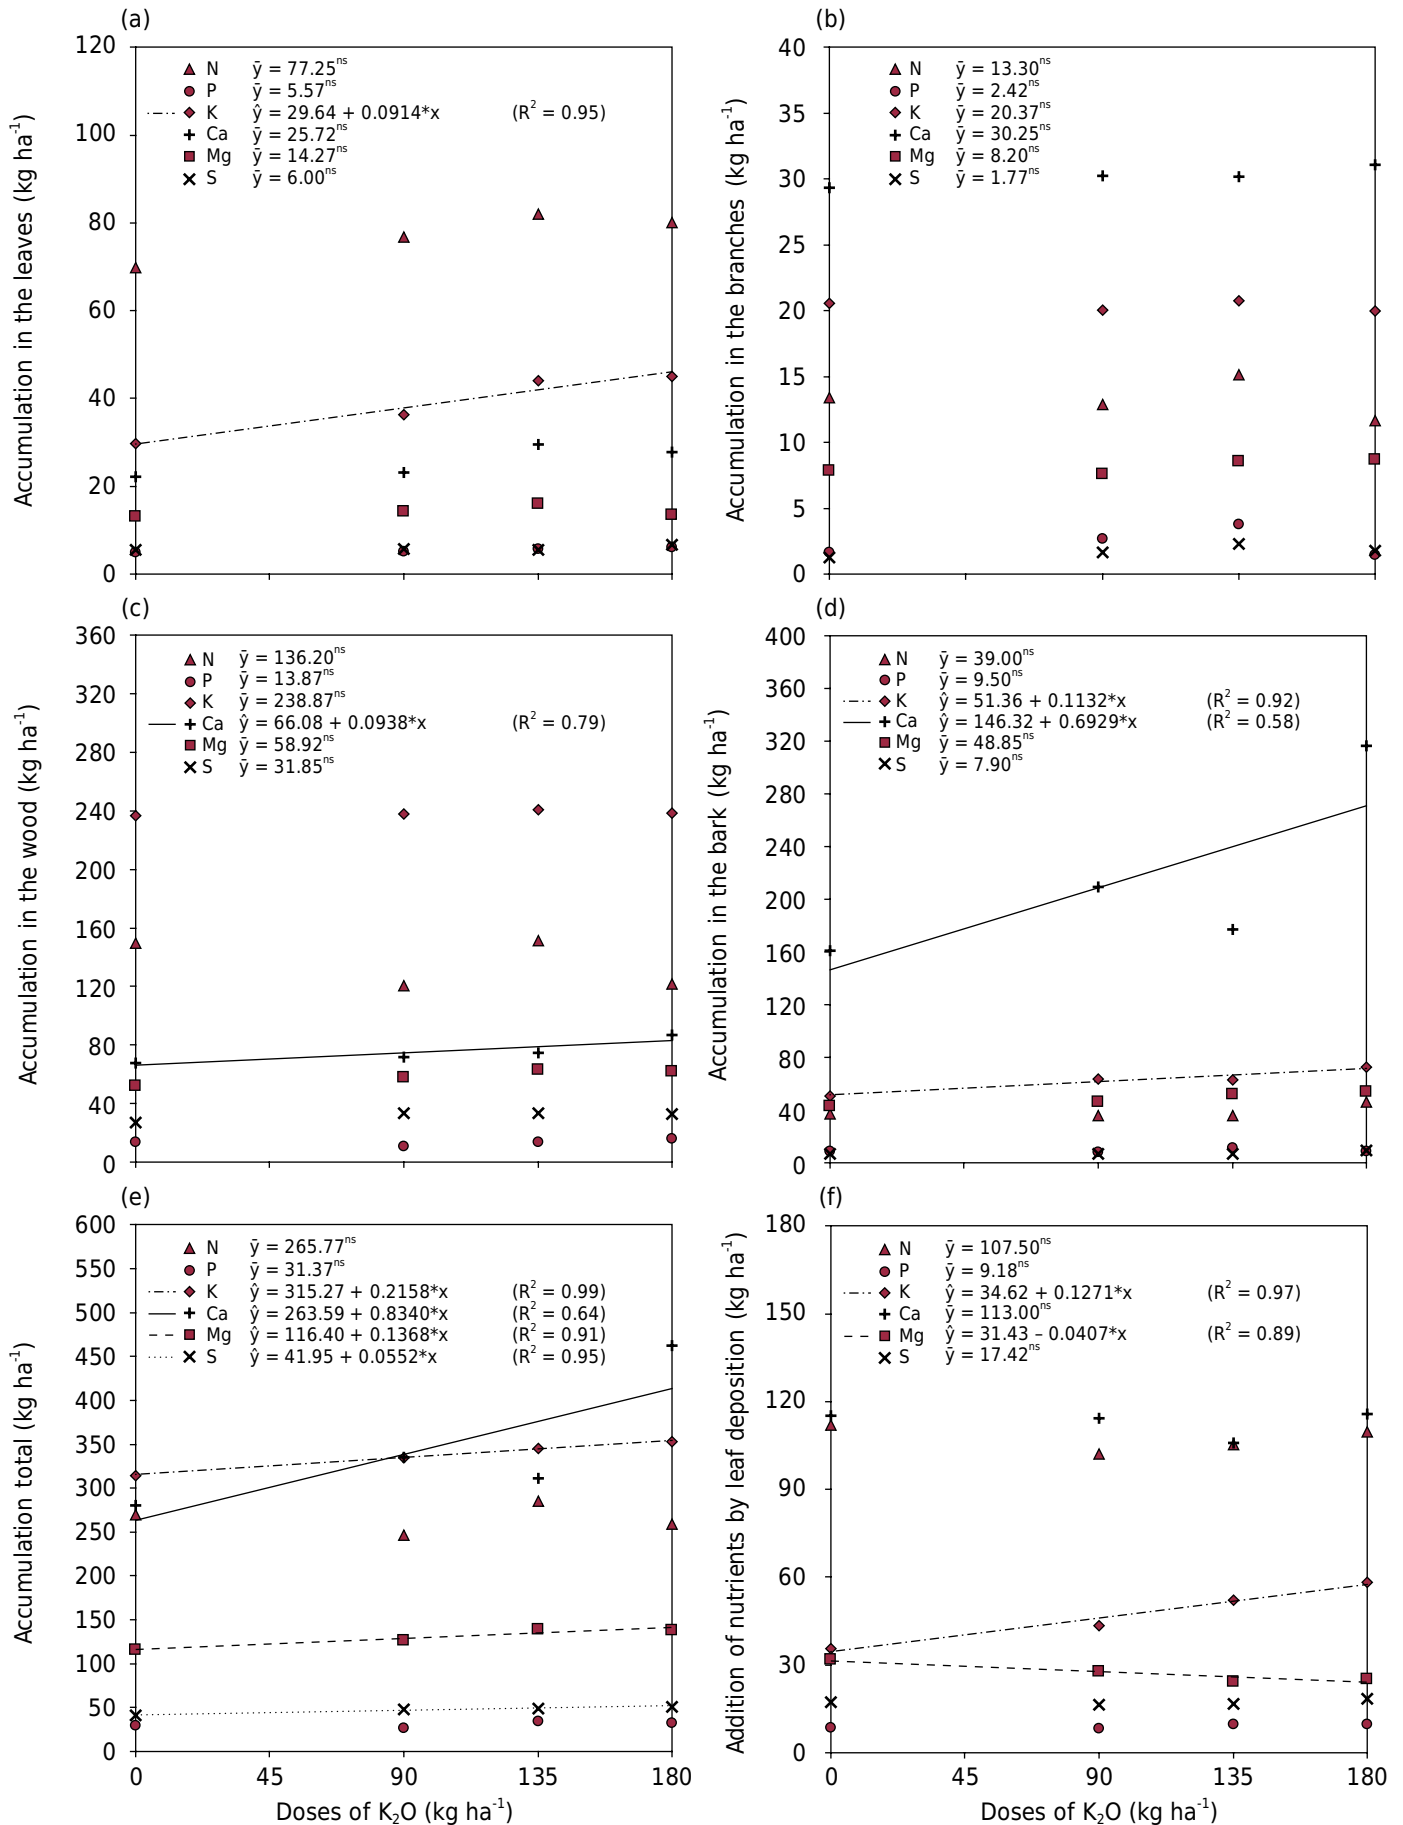 (a)
Accumulation in the leaves (kg ha⁻¹)
120
100
80
60
40
20
0
N ȳ = 77.25ⁿˢ
P ȳ = 5.57ⁿˢ
K ŷ = 29.64 + 0.0914*x (R² = 0.95)
Ca ȳ = 25.72ⁿˢ
Mg ȳ = 14.27ⁿˢ
S ȳ = 6.00ⁿˢ
(b)
Accumulation in the branches (kg ha⁻¹)
40
35
30
25
20
15
10
5
0
N ȳ = 13.30ⁿˢ
P ȳ = 2.42ⁿˢ
K ȳ = 20.37ⁿˢ
Ca ȳ = 30.25ⁿˢ
Mg ȳ = 8.20ⁿˢ
S ȳ = 1.77ⁿˢ
(c)
Accumulation in the wood (kg ha⁻¹)
360
320
280
240
200
160
120
80
40
0
N ȳ = 136.20ⁿˢ
P ȳ = 13.87ⁿˢ
K ȳ = 238.87ⁿˢ
Ca ŷ = 66.08 + 0.0938*x (R² = 0.79)
Mg ȳ = 58.92ⁿˢ
S ȳ = 31.85ⁿˢ
(d)
Accumulation in the bark (kg ha⁻¹)
400
360
320
280
240
200
160
120
80
40
0
N ȳ = 39.00ⁿˢ
P ȳ = 9.50ⁿˢ
K ŷ = 51.36 + 0.1132*x (R² = 0.92)
Ca ŷ = 146.32 + 0.6929*x (R² = 0.58)
Mg ȳ = 48.85ⁿˢ
S ȳ = 7.90ⁿˢ
(e)
Accumulation total (kg ha⁻¹)
600
550
500
450
400
350
300
250
200
150
100
50
0
N ȳ = 265.77ⁿˢ
P ȳ = 31.37ⁿˢ
K ŷ = 315.27 + 0.2158*x (R² = 0.99)
Ca ŷ = 263.59 + 0.8340*x (R² = 0.64)
Mg ŷ = 116.40 + 0.1368*x (R² = 0.91)
S ŷ = 41.95 + 0.0552*x (R² = 0.95)
0 45 90 135 180
Doses of K₂O (kg ha⁻¹)
(f)
Addition of nutrients by leaf deposition (kg ha⁻¹)
180
150
120
90
60
30
0
N ȳ = 107.50ⁿˢ
P ȳ = 9.18ⁿˢ
K ŷ = 34.62 + 0.1271*x (R² = 0.97)
Ca ȳ = 113.00ⁿˢ
Mg ŷ = 31.43 – 0.0407*x (R² = 0.89)
S ȳ = 17.42ⁿˢ
0 45 90 135 180
Doses of K₂O (kg ha⁻¹)